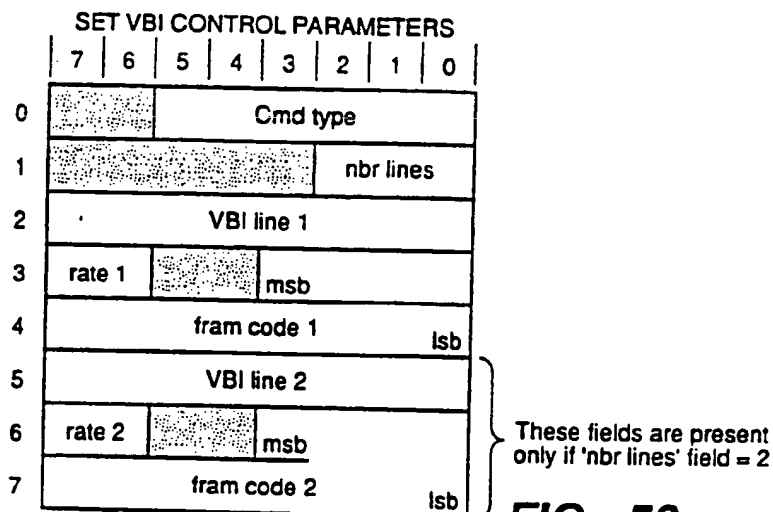 SET VBI CONTROL PARAMETERS
7 6 5 4 3 2 1 0
0 Cmd type
1 nbr lines
2 VBI line 1
3 rate 1 msb
4 fram code 1 lsb
5 VBI line 2
6 rate 2 msb
7 fram code 2 lsb
These fields are present
only if 'nbr lines' field = 2